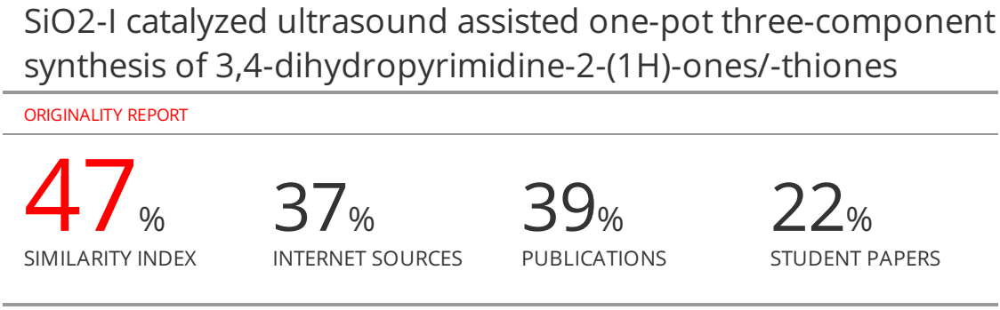 SiO2-I catalyzed ultrasound assisted one-pot three-component
synthesis of 3,4-dihydropyrimidine-2-(1H)-ones/-thiones
ORIGINALITY REPORT
47% 37% 39% 22%
SIMILARITY INDEX INTERNET SOURCES PUBLICATIONS STUDENT PAPERS